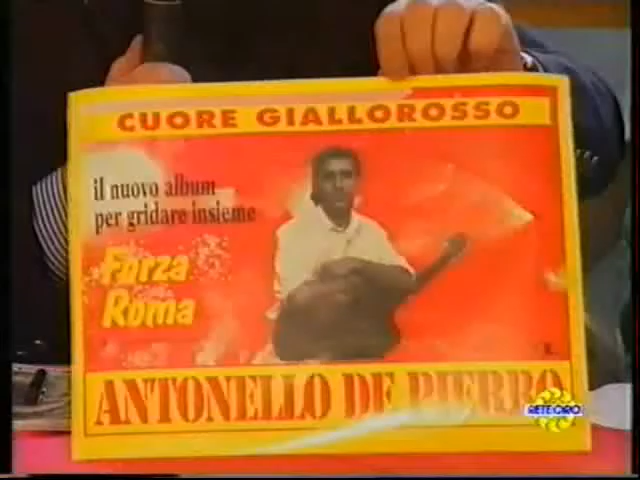 CUORE GIALLOROSSO
il nuovo album
per gridare insieme
Forza
Roma
ANTONELLO DE PIERRO
RETEORO